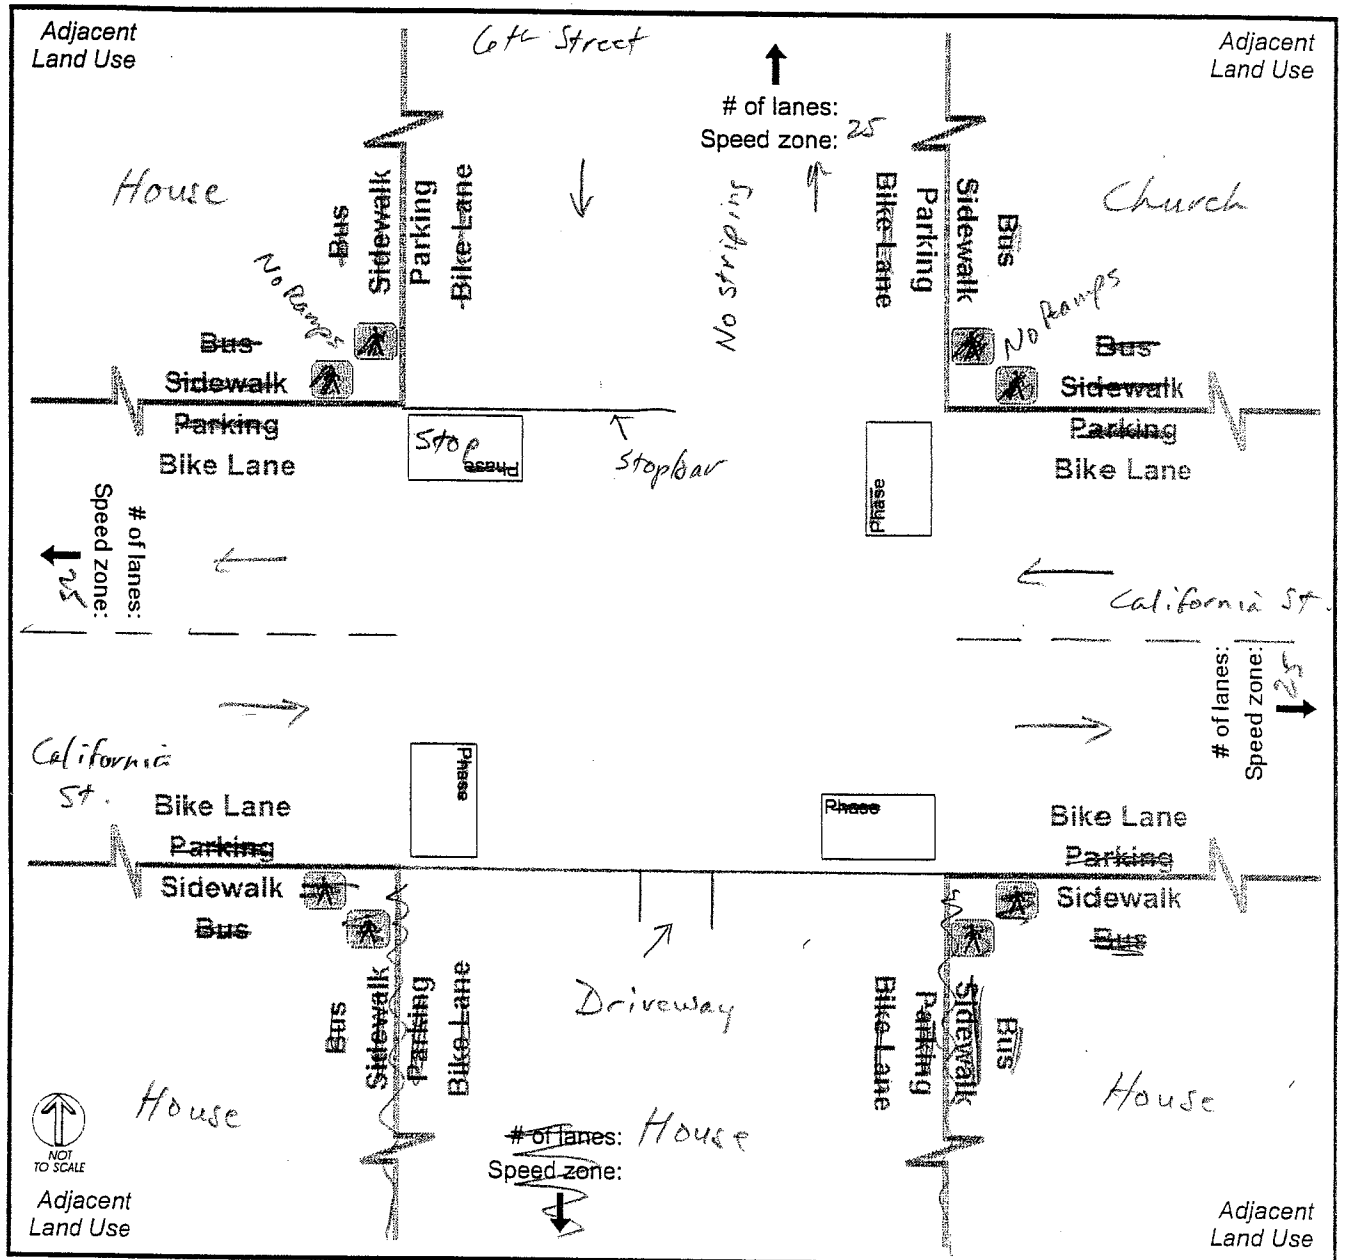 Adjacent
Land Use
6th Street
Adjacent
Land Use
# of lanes:
Speed zone: 25
House
Bus
Sidewalk
Parking
Bike Lane
No striping
Bike Lane
Parking
Sidewalk
Bus
Church
No Ramps
No Ramps
Bus
Sidewalk
Parking
Bike Lane
Stop
Phase
Stopbar
Phase
Bus
Sidewalk
Parking
Bike Lane
# of lanes:
Speed zone: 25
California St.
# of lanes:
Speed zone: 25
California
St.
Bike Lane
Parking
Sidewalk
Bus
Phase
Phase
Bike Lane
Parking
Sidewalk
Bus
Bus
Sidewalk
Parking
Bike Lane
Driveway
Bike Lane
Parking
Sidewalk
Bus
House
# of lanes: House
Speed zone:
House
NOT
TO SCALE
Adjacent
Land Use
Adjacent
Land Use